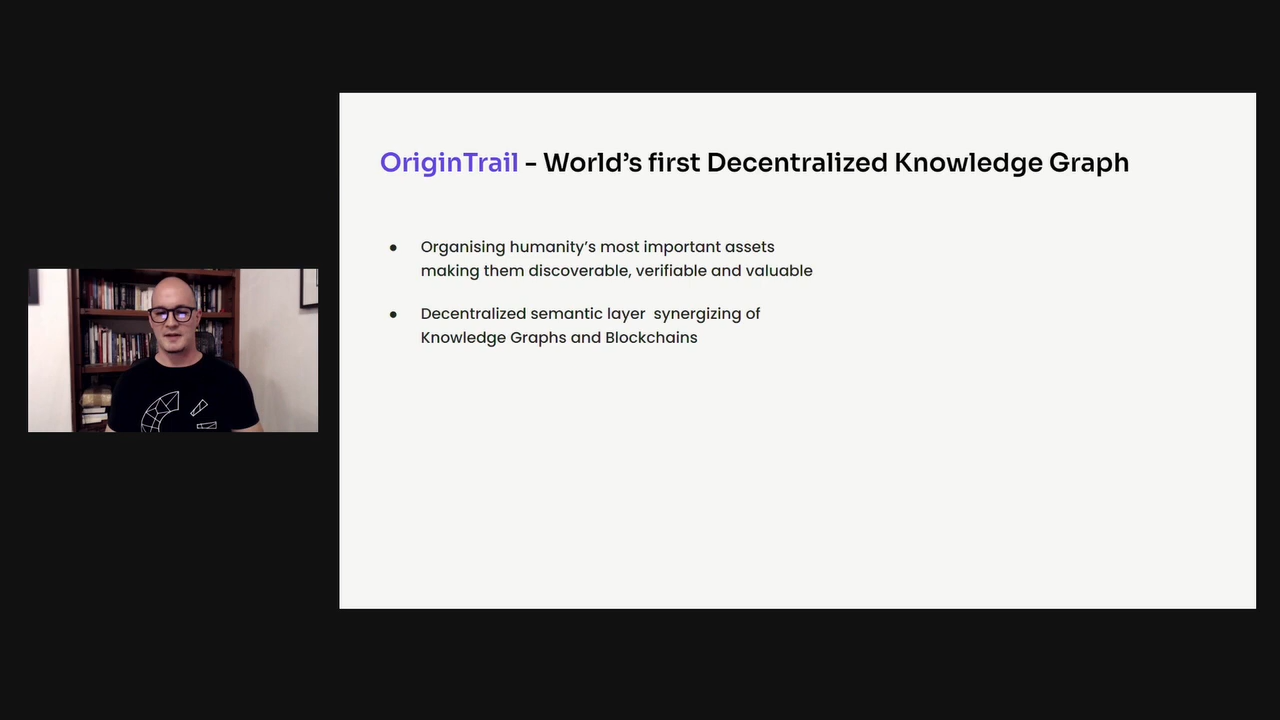 OriginTrail – World's first Decentralized Knowledge Graph
● Organising humanity's most important assets
making them discoverable, verifiable and valuable
● Decentralized semantic layer  synergizing of
Knowledge Graphs and Blockchains